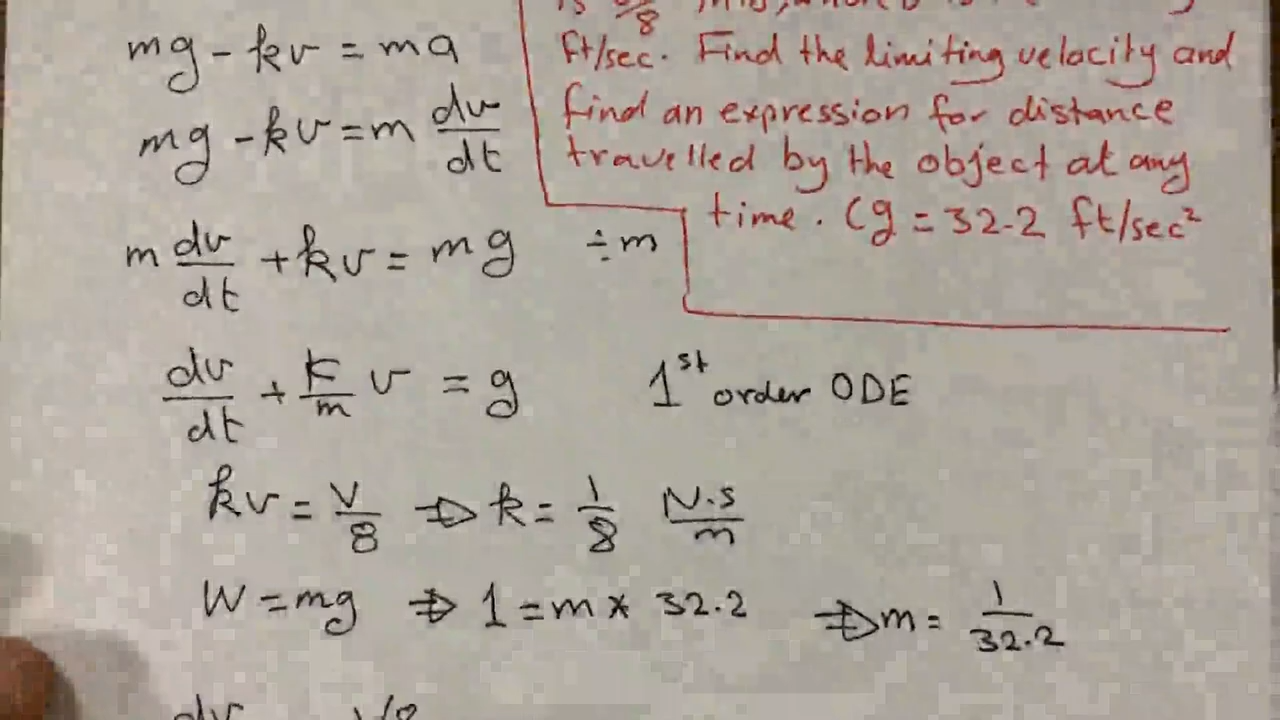 mg - kv = ma
mg - kv = m dv/dt
m dv/dt + kv = mg ÷m
dv/dt + k/m v = g 1st order ODE
kv = v/8 ⇒ k = 1/8 N.s/m
W = mg ⇒ 1 = m * 32.2 ⇒ m = 1/32.2
ft/sec. Find the limiting velocity and
find an expression for distance
travelled by the object at any
time. (g = 32.2 ft/sec²